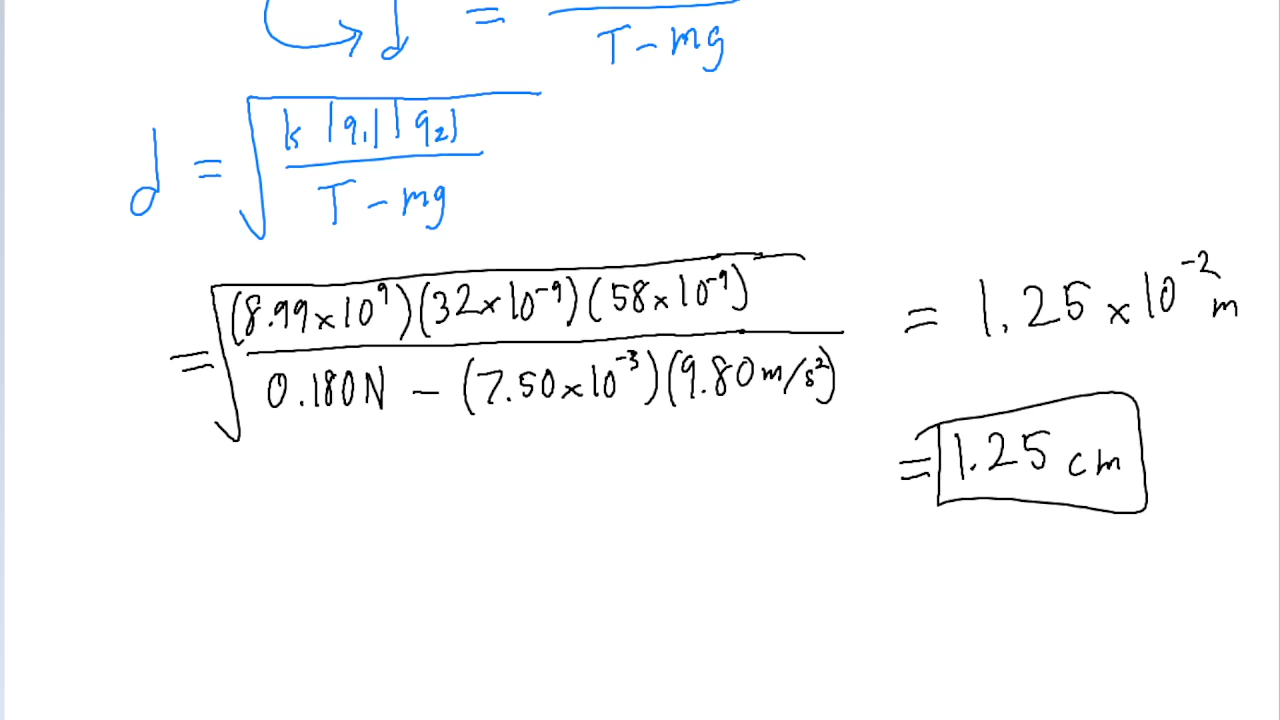 d = ‾ / T - mg
d = √(k |q₁| |q₂| / T - mg)
= √((8.99 x 10⁹)(32 x 10⁻⁹)(58 x 10⁻⁹) / 0.180N - (7.50 x 10⁻³)(9.80 m/s²)) = 1.25 x 10⁻² m
= 1.25 cm